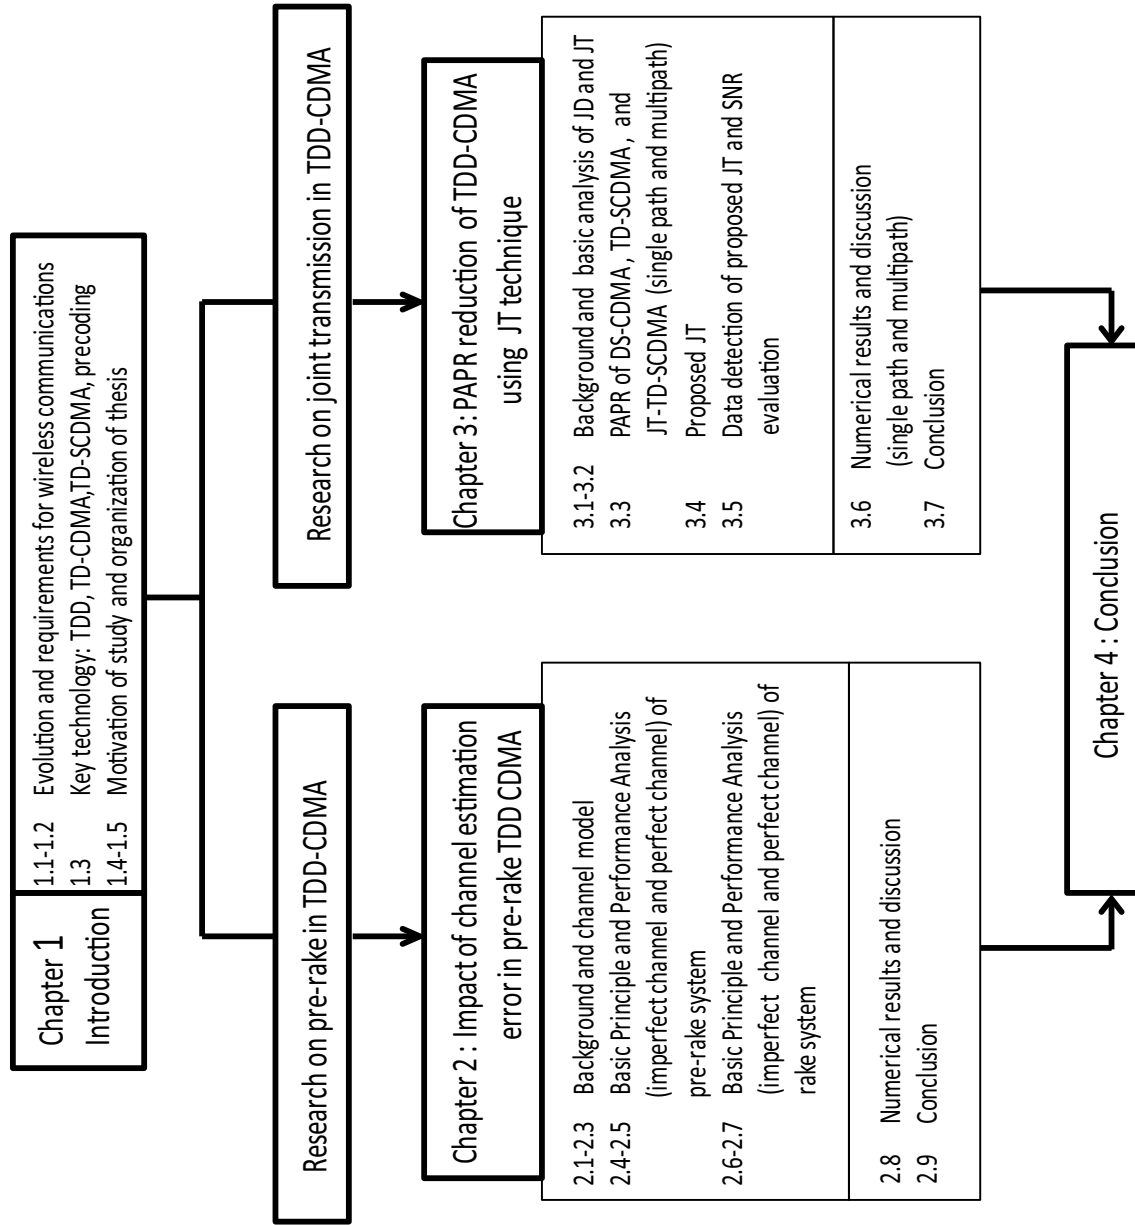 Chapter 1
Introduction
1.1-1.2 Evolution and requirements for wireless communications
1.3 Key technology: TDD, TD-CDMA,TD-SCDMA, precoding
1.4-1.5 Motivation of study and organization of thesis
Research on pre-rake in TDD-CDMA
Chapter 2 : Impact of channel estimation
error in pre-rake TDD CDMA
2.1-2.3 Background and channel model
2.4-2.5 Basic Principle and Performance Analysis
(imperfect channel and perfect channel) of
pre-rake system
2.6-2.7 Basic Principle and Performance Analysis
(imperfect channel and perfect channel) of
rake system
2.8 Numerical results and discussion
2.9 Conclusion
Research on joint transmission in TDD-CDMA
Chapter 3: PAPR reduction of TDD-CDMA
using JT technique
3.1-3.2 Background and basic analysis of JD and JT
3.3 PAPR of DS-CDMA, TD-SCDMA, and
JT-TD-SCDMA (single path and multipath)
3.4 Proposed JT
3.5 Data detection of proposed JT and SNR
evaluation
3.6 Numerical results and discussion
(single path and multipath)
3.7 Conclusion
Chapter 4 : Conclusion